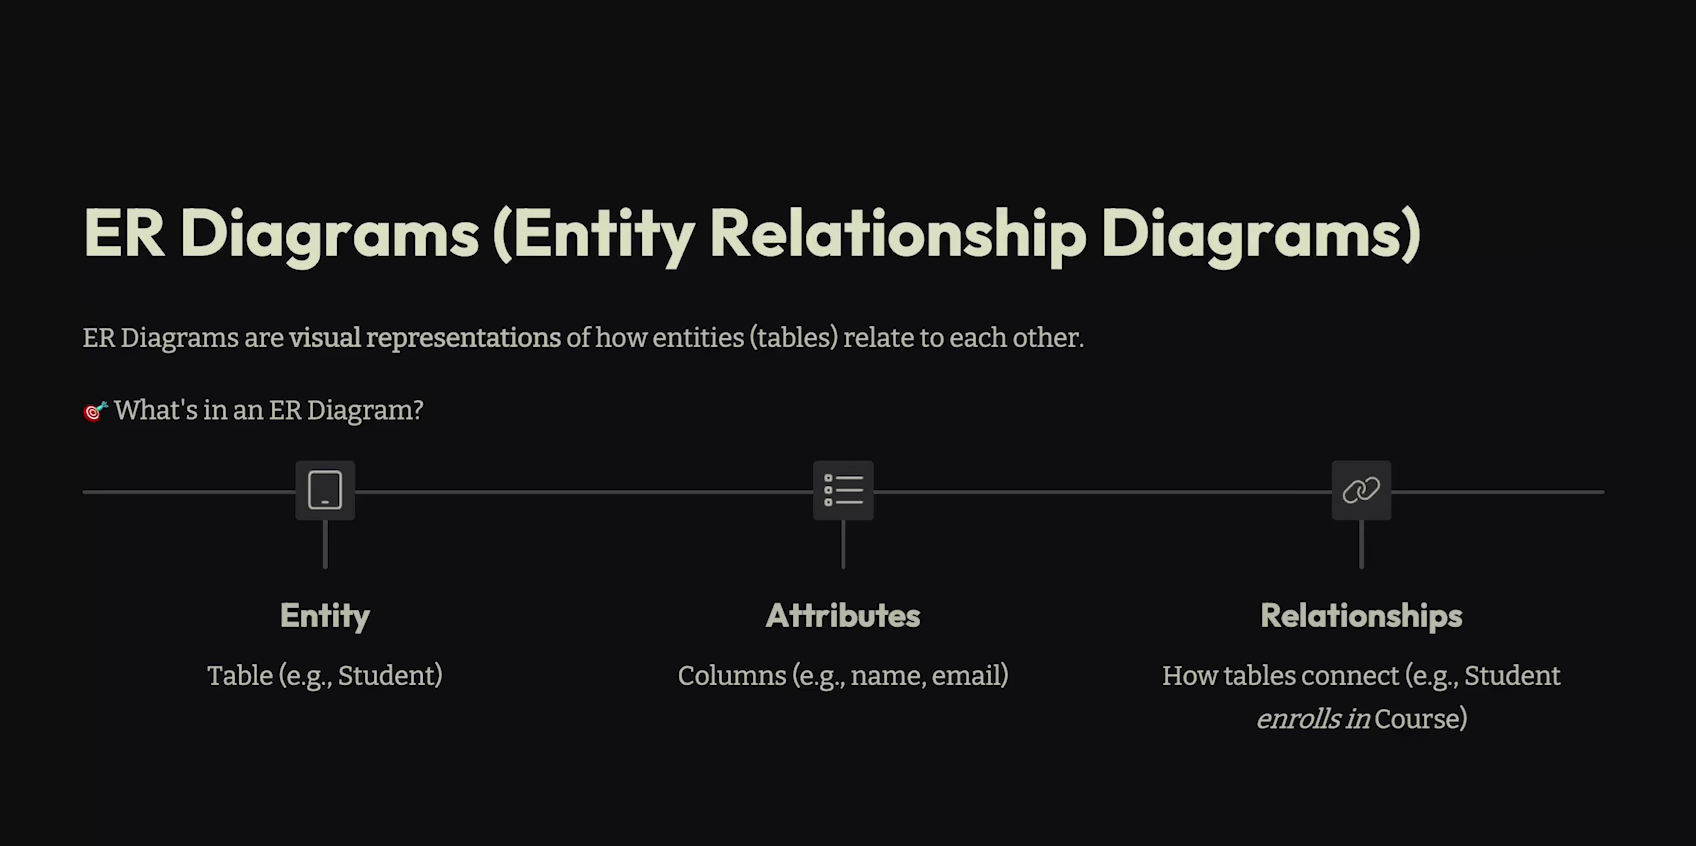 ER Diagrams (Entity Relationship Diagrams)
ER Diagrams are visual representations of how entities (tables) relate to each other.
🎯 What's in an ER Diagram?
Entity
Table (e.g., Student)
Attributes
Columns (e.g., name, email)
Relationships
How tables connect (e.g., Student
enrolls in Course)